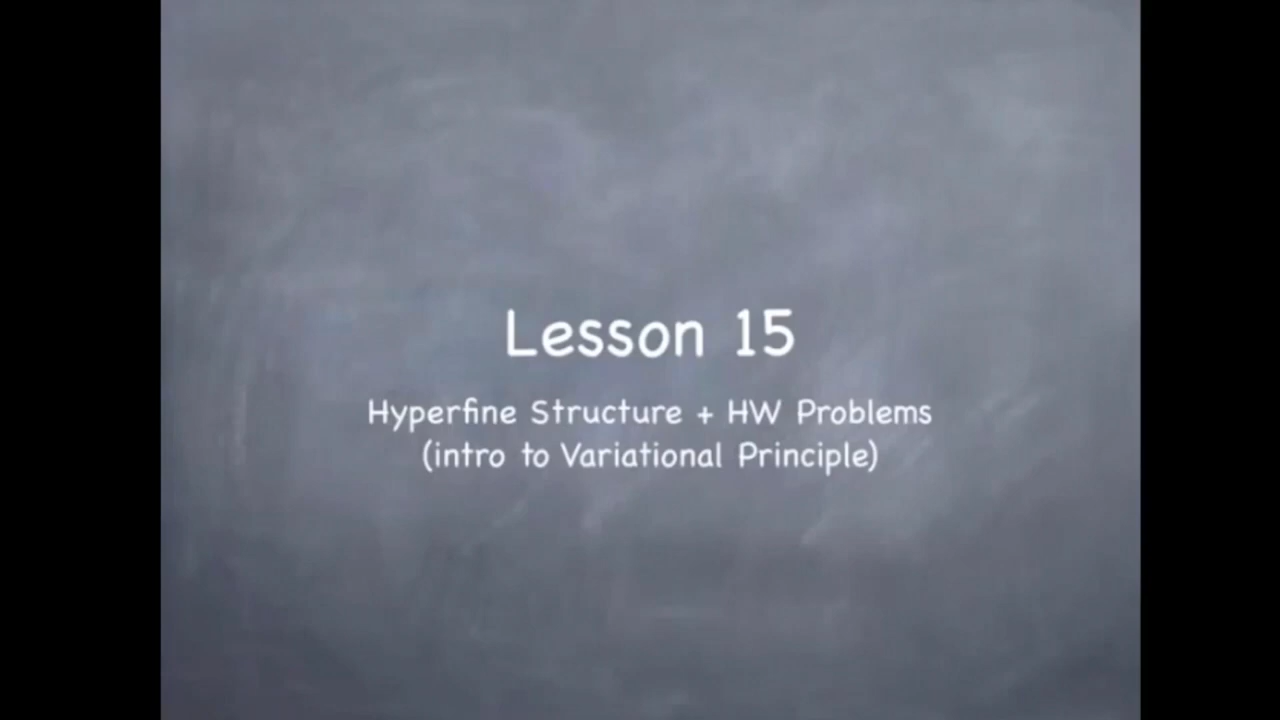 Lesson 15
Hyperfine Structure + HW Problems
(intro to Variational Principle)